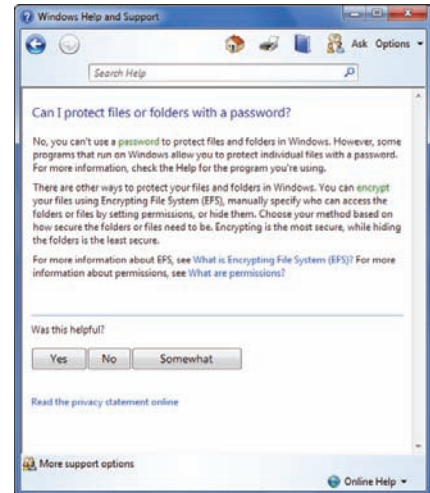 Windows Help and Support
Ask Options
Search Help
Can I protect files or folders with a password?
No, you can't use a password to protect files and folders in Windows. However, some
programs that run on Windows allow you to protect individual files with a password.
For more information, check the Help for the program you're using.
There are other ways to protect your files and folders in Windows. You can encrypt
your files using Encrypting File System (EFS), manually specify who can access the
folders or files by setting permissions, or hide them. Choose your method based on
how secure the folders or files need to be. Encrypting is the most secure, while hiding
the folders is the least secure.
For more information about EFS, see What is Encrypting File System (EFS)? For more
information about permissions, see What are permissions?
Was this helpful?
Yes No Somewhat
Read the privacy statement online
More support options
Online Help